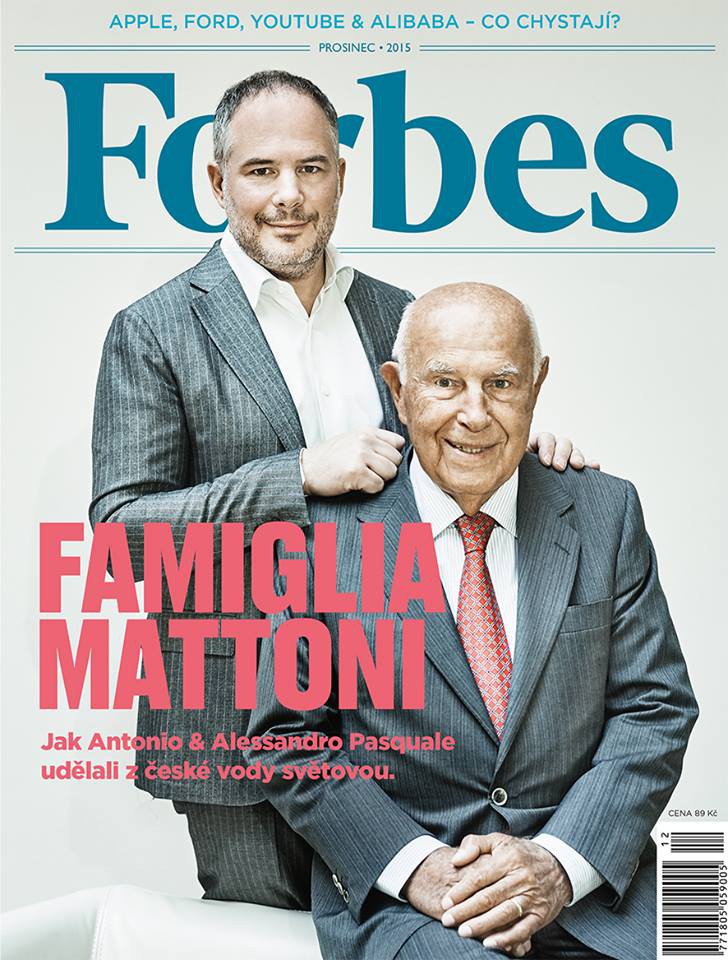 APPLE, FORD, YOUTUBE & ALIBABA – CO CHYSTAJÍ?
PROSINEC • 2015
Forbes
FAMIGLIA
MATTONI
Jak Antonio & Alessandro Pasquale
udělali z české vody světovou.
CENA 89 Kč
12
771805059005